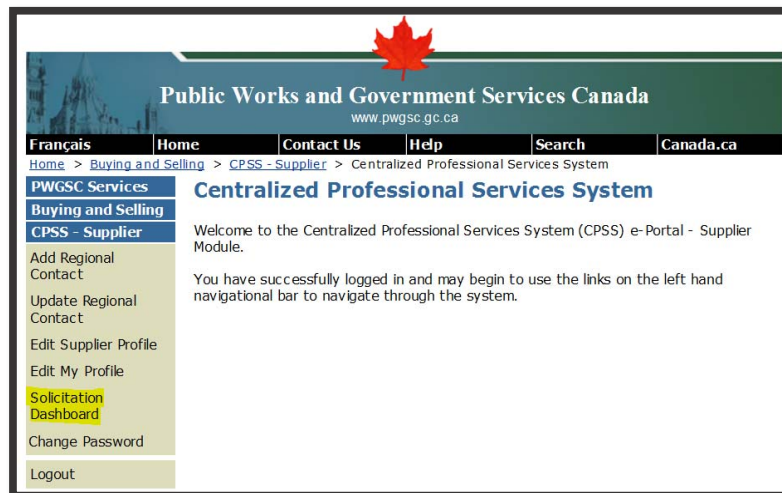 Public Works and Government Services Canada
www.pwgsc.gc.ca
Français Home Contact Us Help Search Canada.ca
Home > Buying and Selling > CPSS - Supplier > Centralized Professional Services System
PWGSC Services
Buying and Selling
CPSS - Supplier
Add Regional
Contact
Update Regional
Contact
Edit Supplier Profile
Edit My Profile
Solicitation
Dashboard
Change Password
Logout
Centralized Professional Services System
Welcome to the Centralized Professional Services System (CPSS) e-Portal - Supplier
Module.
You have successfully logged in and may begin to use the links on the left hand
navigational bar to navigate through the system.